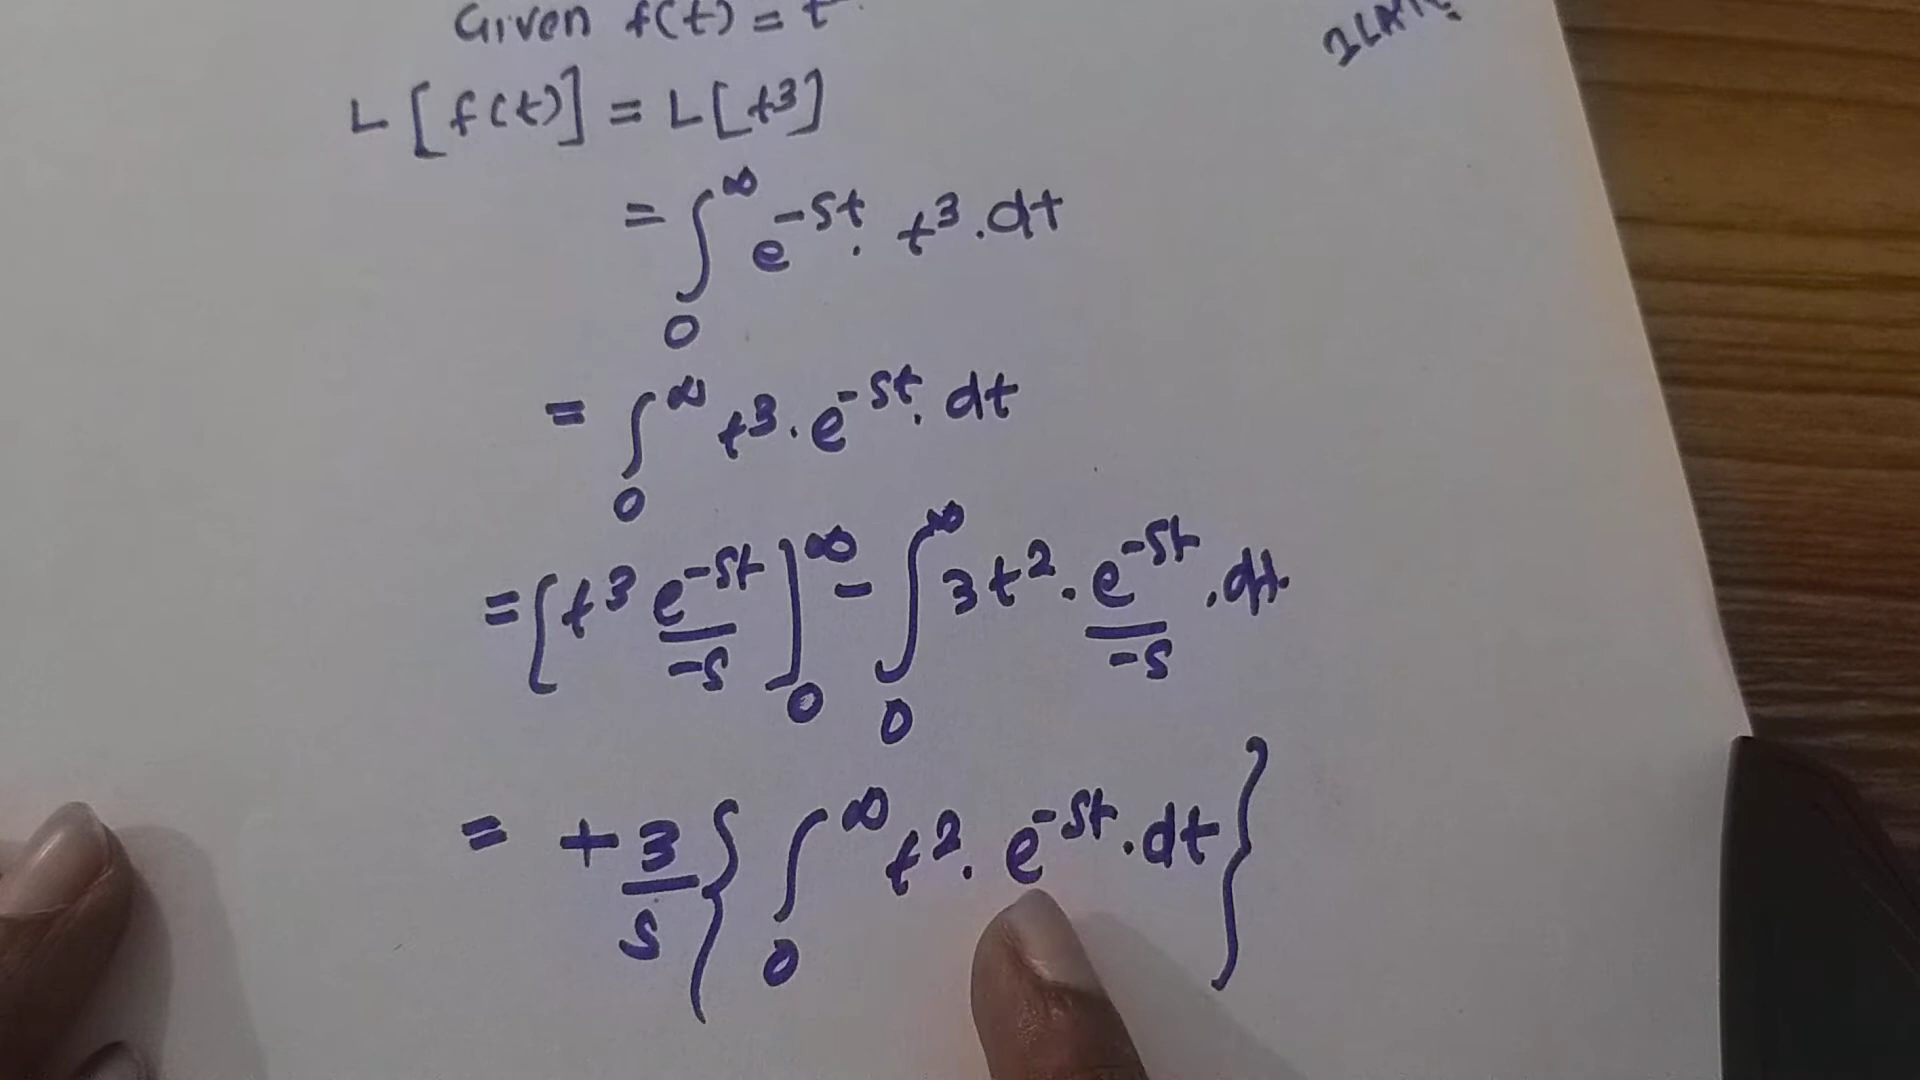 Given f(t) = t
L[f(t)] = L[t³]
= ∫₀^∞ e^{-st}. t³.dt
= ∫₀^∞ t³. e^{-st}. dt
= [t³ e^{-st}/-s]₀^∞ - ∫₀^∞ 3t². e^{-st}/-s .dt.
= +3/s { ∫₀^∞ t². e^{-st}.dt }